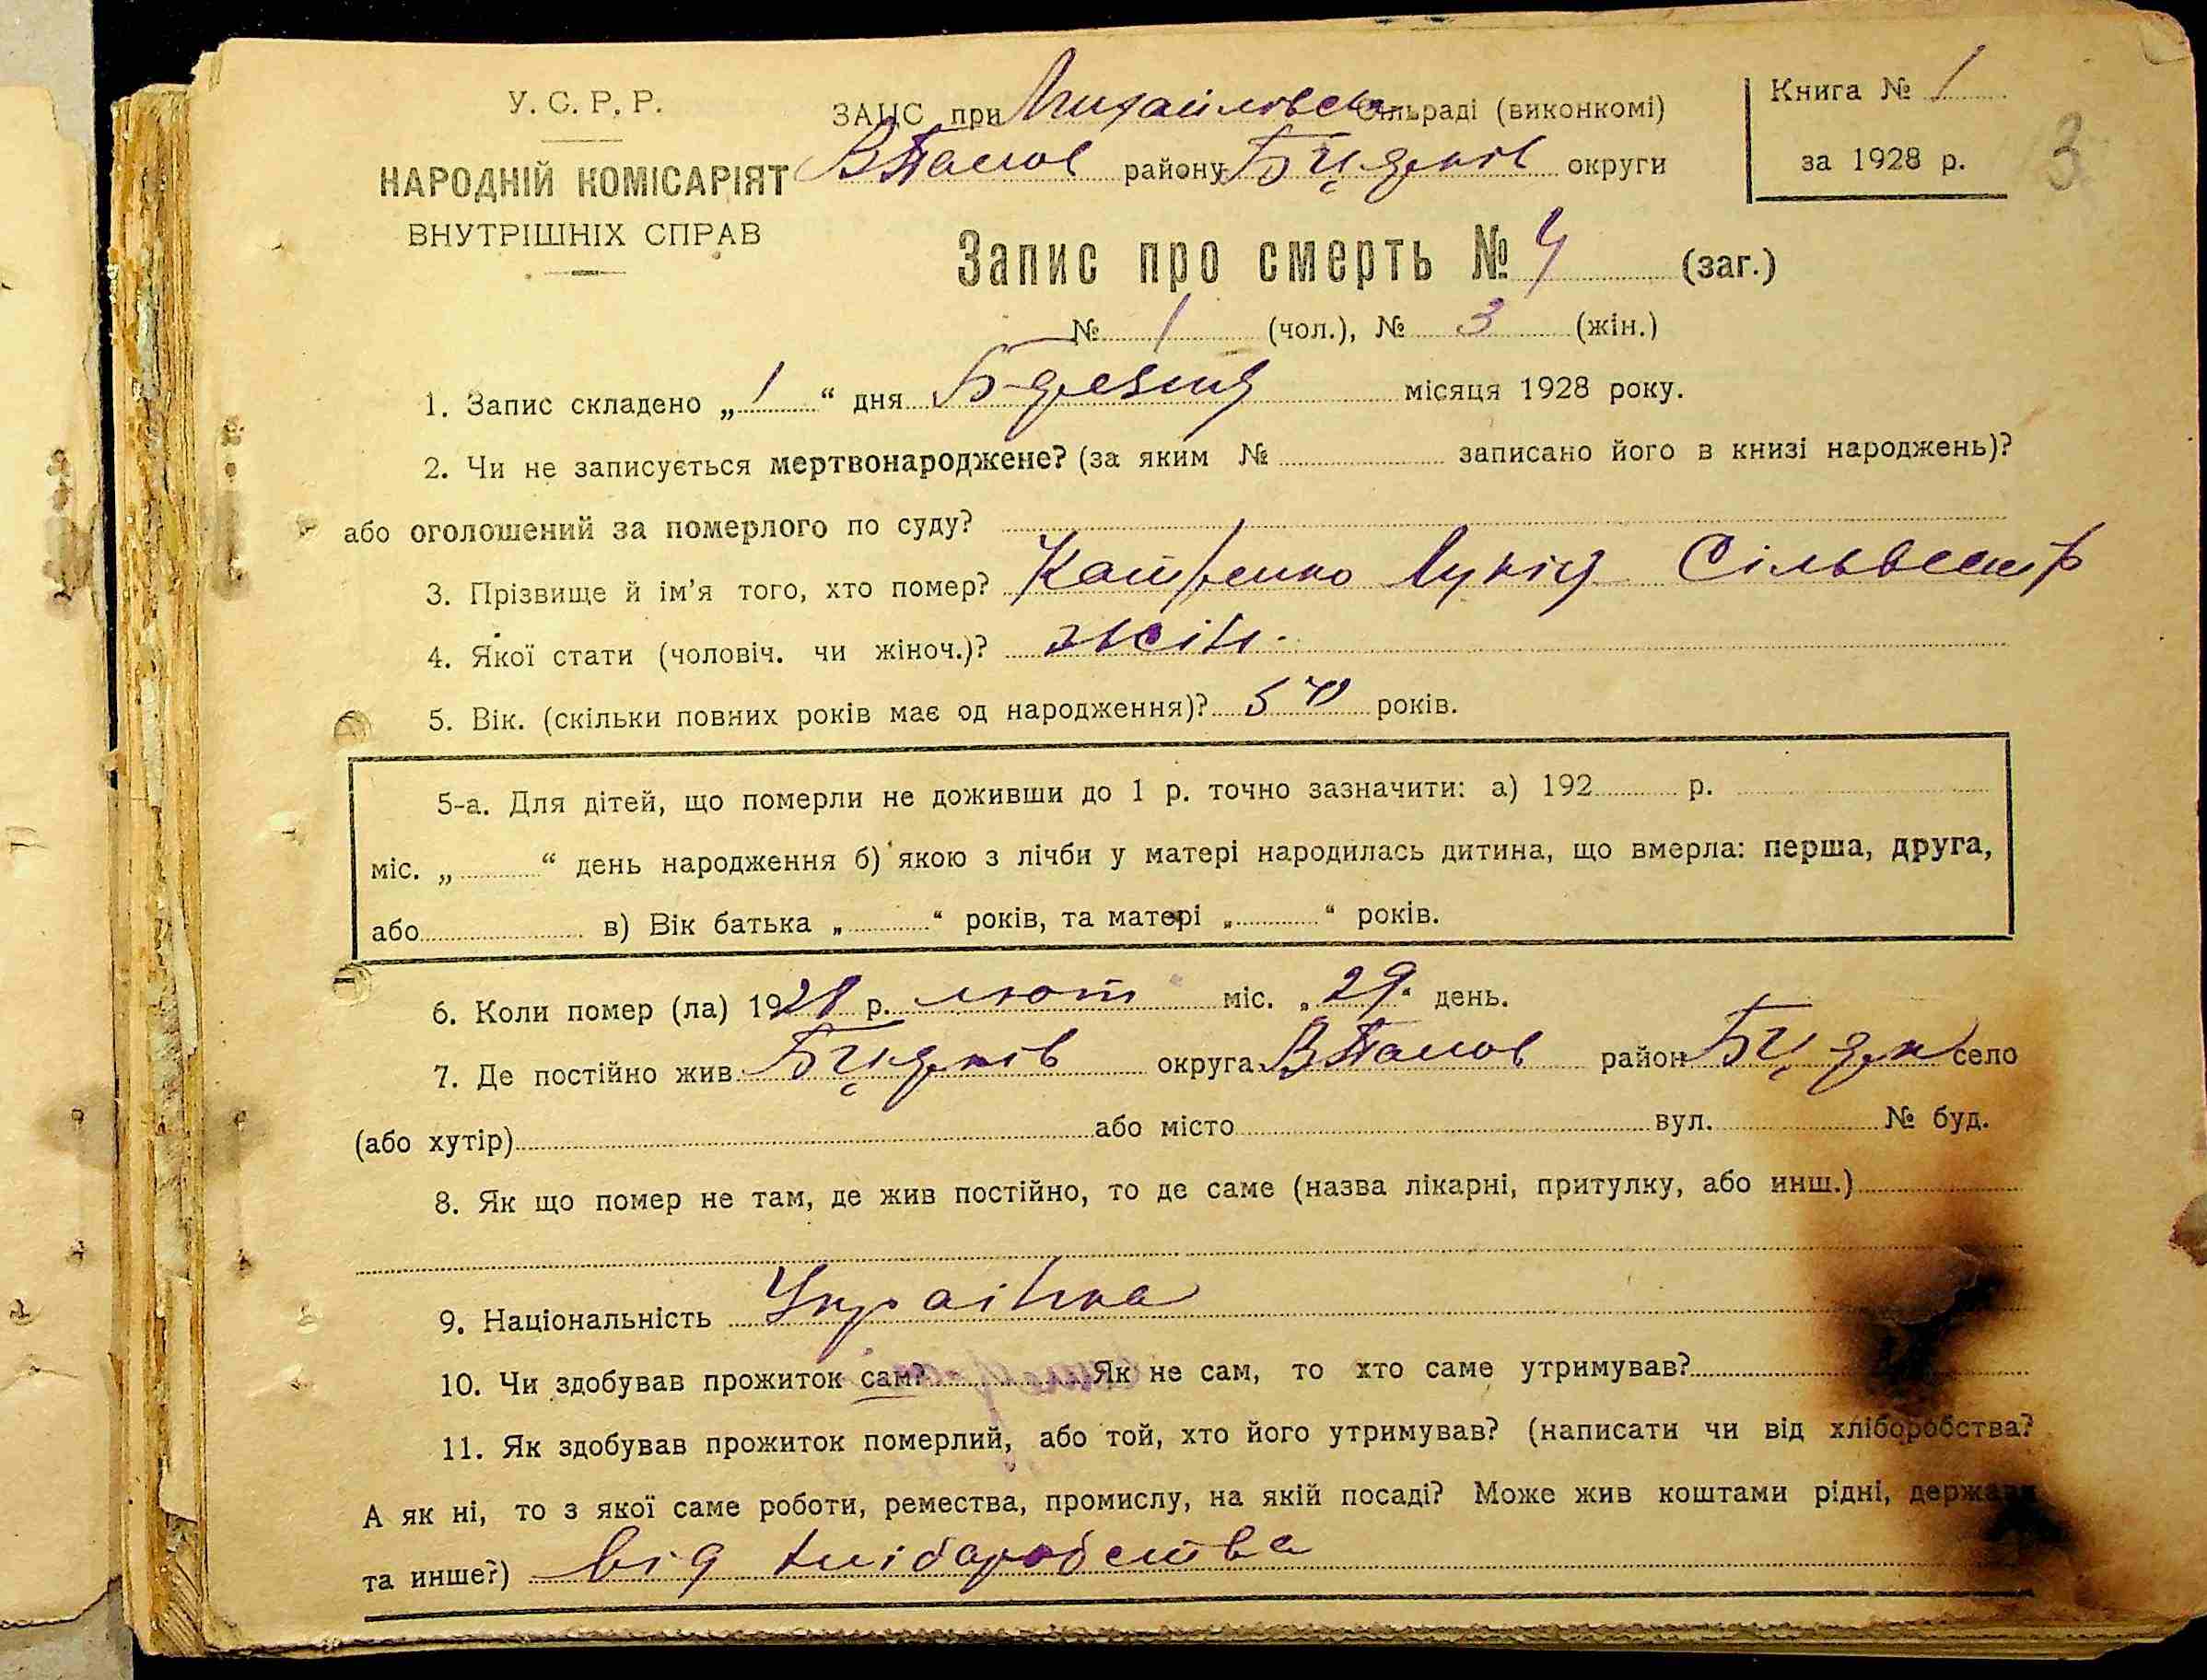 У. С. Р. Р.
НАРОДНІЙ КОМІСАРІЯТ
ВНУТРІШНІХ СПРАВ
ЗАЦС при Михайловск сільраді (виконкомі)
району округи
Книга № 1
за 1928 р.
3
Запис про смерть № 4 (заг.)
№ 1 (чол.), № 3 (жін.)
1. Запис складено „ 1 “ дня місяця 1928 року.
2. Чи не записується мертвонароджене? (за яким № записано його в книзі народжень)?
або оголошений за померлого по суду?
3. Прізвище й ім’я того, хто помер? Лукія Сільвестр
4. Якої стати (чоловіч. чи жіноч.)? жін.
5. Вік. (скільки повних років має од народження)? років.
5-а. Для дітей, що померли не доживши до 1 р. точно зазначити: а) 192 р.
міс. „ “ день народження б) якою з лічби у матері народилась дитина, що вмерла: перша, друга,
або в) Вік батька „ “ років, та матері „ “ років.
6. Коли помер (ла) 1928 р. лют міс. „ 29 “ день.
7. Де постійно жив округа район село
(або хутір) або місто вул. № буд.
8. Як що помер не там, де жив постійно, то де саме (назва лікарні, притулку, або инш.)
9. Національність Українка
10. Чи здобував прожиток сам? Як не сам, то хто саме утримував?
11. Як здобував прожиток померлий, або той, хто його утримував? (написати чи від хліборобства?
А як ні, то з якої саме роботи, ремества, промислу, на якій посаді? Може жив коштами рідні, держави
та инше?) від хлібаробства